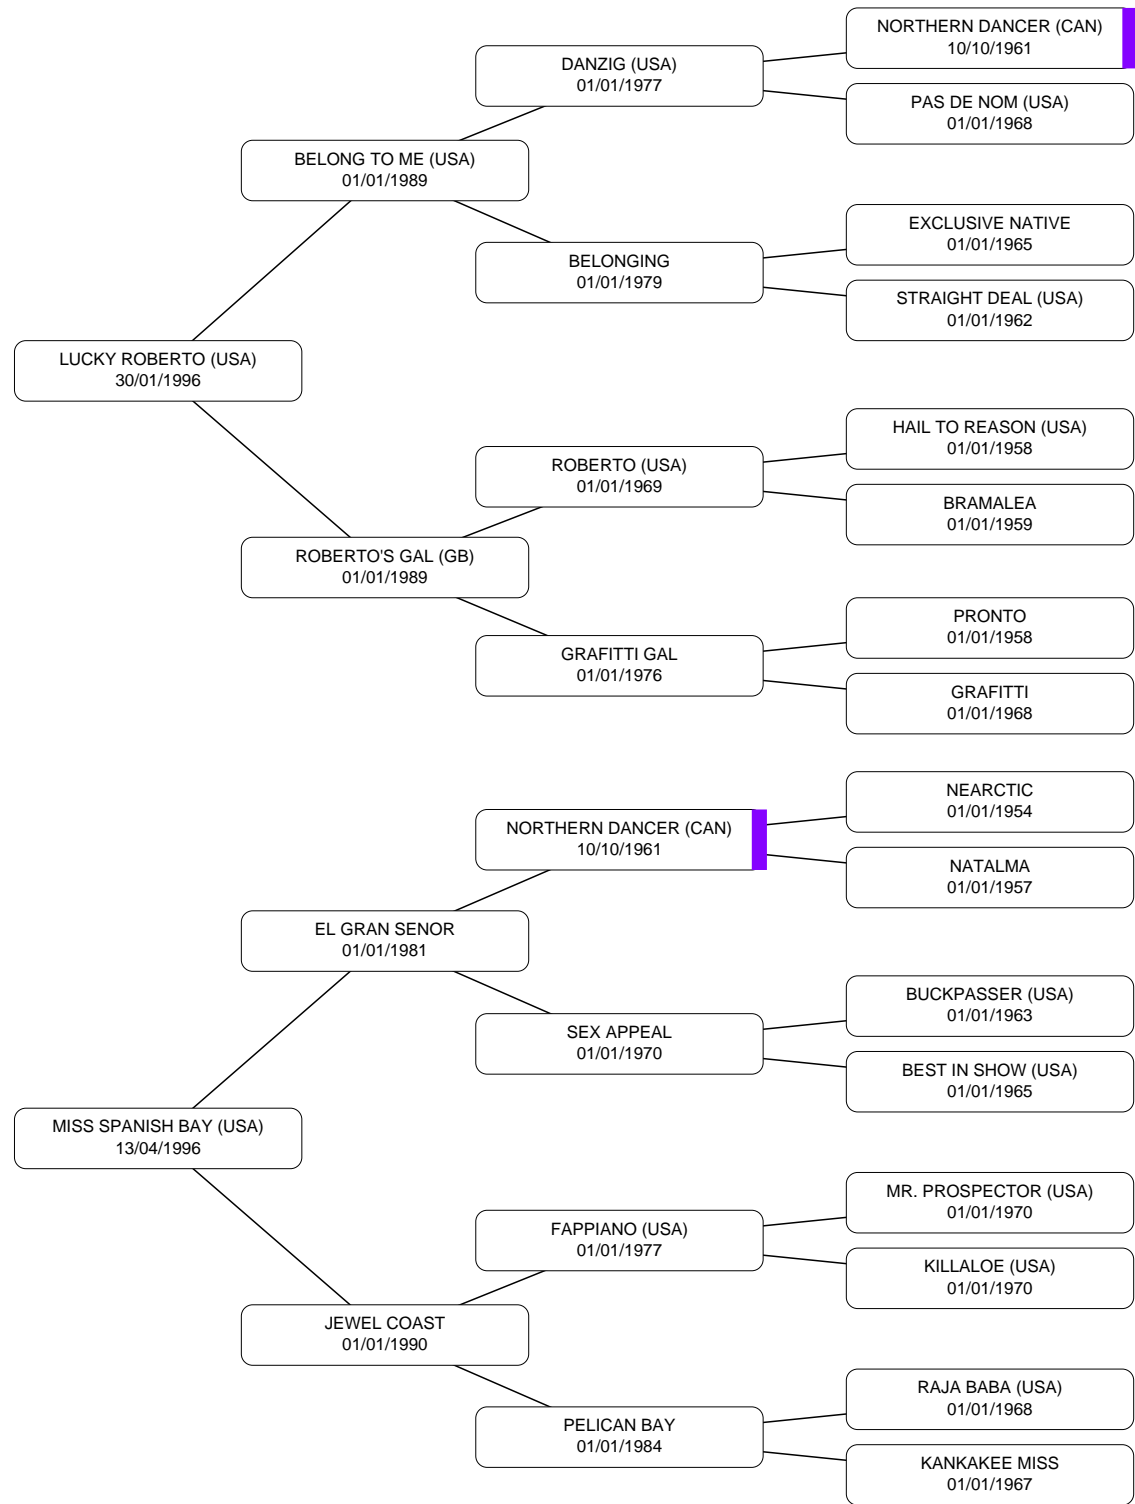 NORTHERN DANCER (CAN)
10/10/1961
DANZIG (USA)
01/01/1977
PAS DE NOM (USA)
01/01/1968
BELONG TO ME (USA)
01/01/1989
EXCLUSIVE NATIVE
01/01/1965
BELONGING
01/01/1979
STRAIGHT DEAL (USA)
01/01/1962
LUCKY ROBERTO (USA)
30/01/1996
HAIL TO REASON (USA)
01/01/1958
ROBERTO (USA)
01/01/1969
BRAMALEA
01/01/1959
ROBERTO'S GAL (GB)
01/01/1989
PRONTO
01/01/1958
GRAFITTI GAL
01/01/1976
GRAFITTI
01/01/1968
NEARCTIC
01/01/1954
NORTHERN DANCER (CAN)
10/10/1961
NATALMA
01/01/1957
EL GRAN SENOR
01/01/1981
BUCKPASSER (USA)
01/01/1963
SEX APPEAL
01/01/1970
BEST IN SHOW (USA)
01/01/1965
MISS SPANISH BAY (USA)
13/04/1996
MR. PROSPECTOR (USA)
01/01/1970
FAPPIANO (USA)
01/01/1977
KILLALOE (USA)
01/01/1970
JEWEL COAST
01/01/1990
RAJA BABA (USA)
01/01/1968
PELICAN BAY
01/01/1984
KANKAKEE MISS
01/01/1967